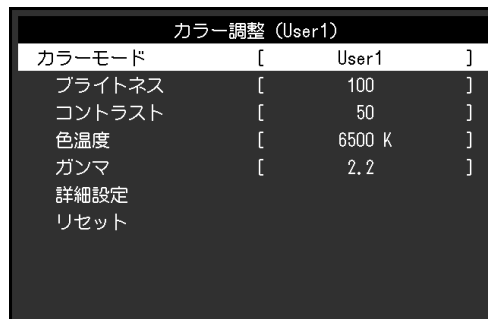 カラー調整 (User1)
カラーモード [ User1 ]
ブライトネス [ 100 ]
コントラスト [ 50 ]
色温度 [ 6500 K ]
ガンマ [ 2.2 ]
詳細設定
リセット